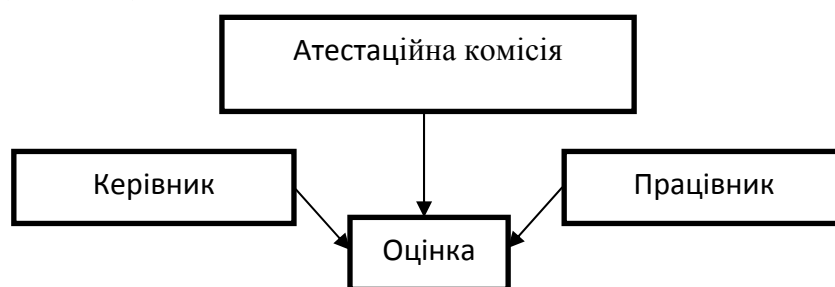 Атестаційна комісія
Керівник
Працівник
Оцінка